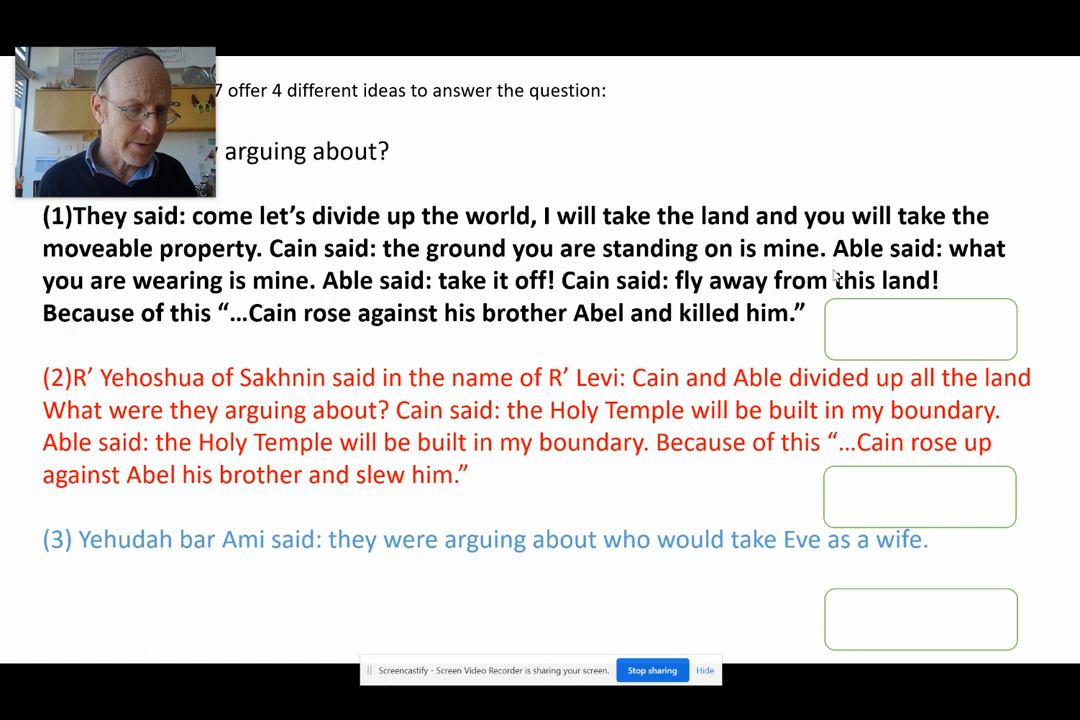 7 offer 4 different ideas to answer the question:
arguing about?
(1)They said: come let’s divide up the world, I will take the land and you will take the
moveable property. Cain said: the ground you are standing on is mine. Able said: what
you are wearing is mine. Able said: take it off! Cain said: fly away from this land!
Because of this “…Cain rose against his brother Abel and killed him.”
(2)R’ Yehoshua of Sakhnin said in the name of R’ Levi: Cain and Able divided up all the land
What were they arguing about? Cain said: the Holy Temple will be built in my boundary.
Able said: the Holy Temple will be built in my boundary. Because of this “…Cain rose up
against Abel his brother and slew him.”
(3) Yehudah bar Ami said: they were arguing about who would take Eve as a wife.
Screencastify - Screen Video Recorder is sharing your screen.
Stop sharing
Hide